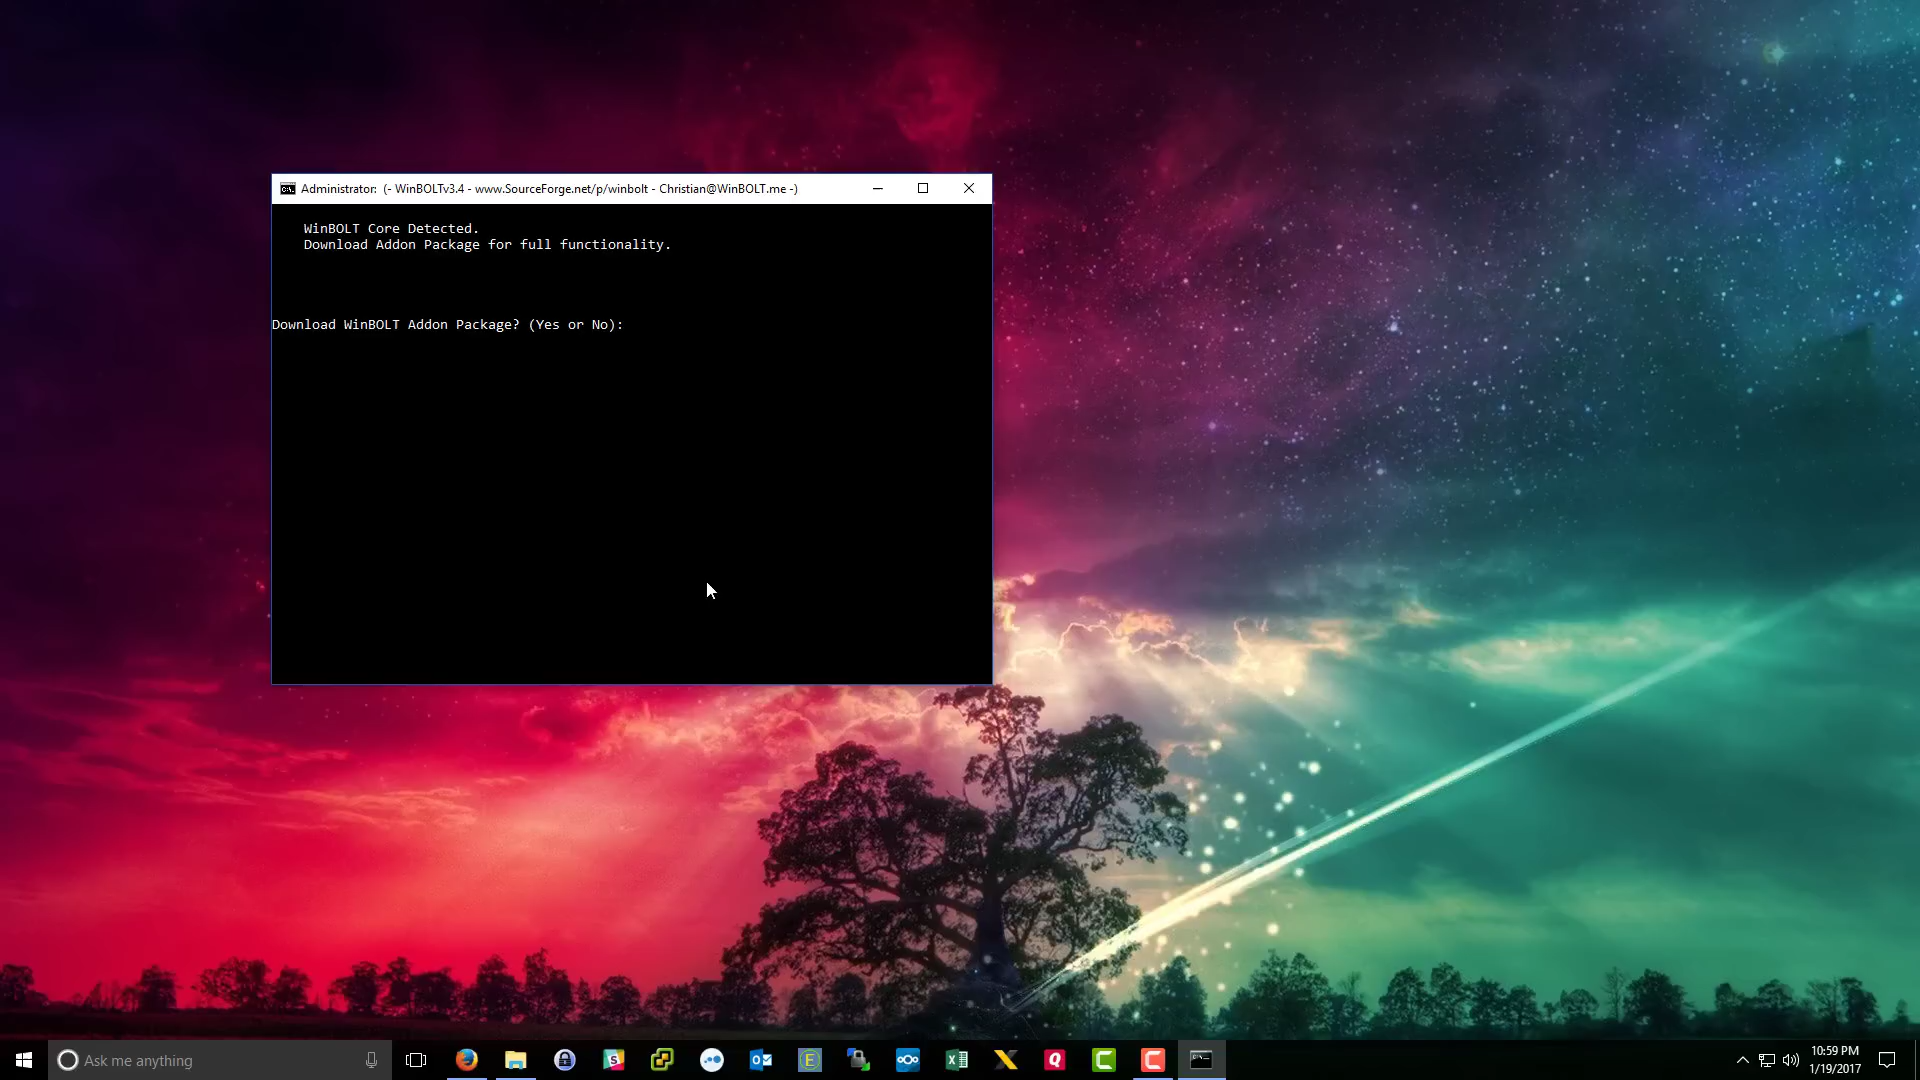 Administrator:  (- WinBOLTv3.4 - www.SourceForge.net/p/winbolt - Christian@WinBOLT.me -)
WinBOLT Core Detected.
Download Addon Package for full functionality.
Download WinBOLT Addon Package? (Yes or No):
Ask me anything
10:59 PM
1/19/2017